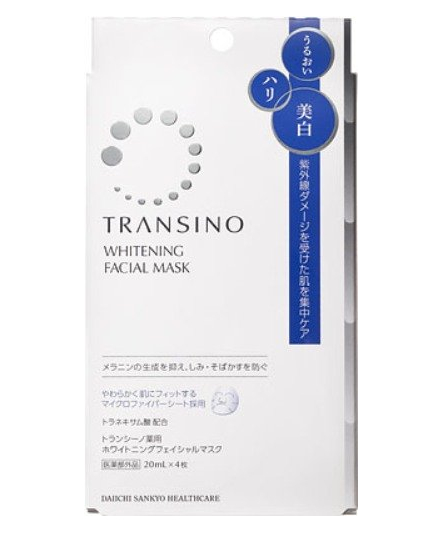 うるおい
ハリ
美白
紫外線ダメージを受けた肌を集中ケア
TRANSINO
WHITENING
FACIAL MASK
メラニンの生成を抑え、しみ・そばかすを防ぐ
やわらかく肌にフィットする
マイクロファイバーシート採用
トラネキサム酸 配合
トランシーノ薬用
ホワイトニングフェイシャルマスク
医薬部外品 20mL×4枚
DAIICHI SANKYO HEALTHCARE